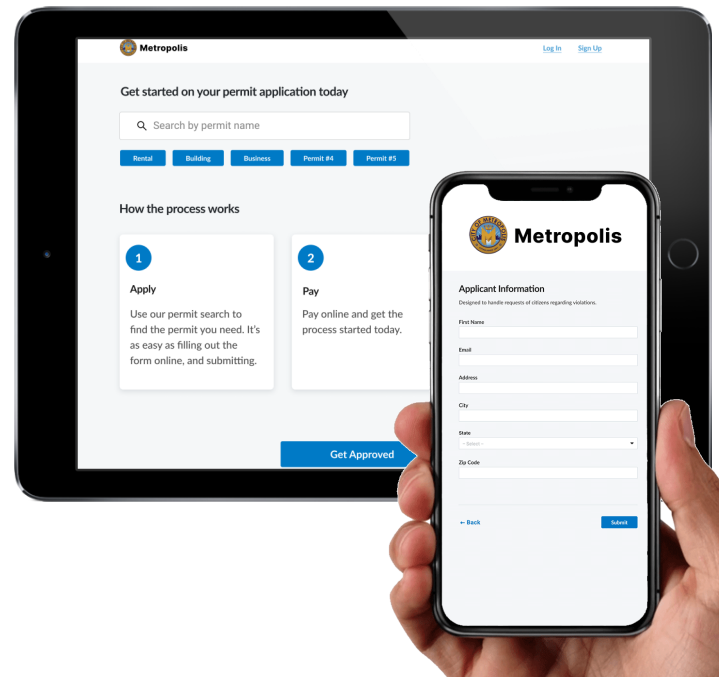 Metropolis
Log In Sign Up
Get started on your permit application today
Search by permit name
Rental Building Business Permit #4 Permit #5
How the process works
1
Apply
Use our permit search to
find the permit you need. It's
as easy as filling out the
form online, and submitting.
2
Pay
Pay online and get the
process started today.
Get Approved
Metropolis
Applicant Information
Designed to handle requests of citizens regarding violations.
First Name
Email
Address
City
State
- Select -
Zip Code
← Back
Submit